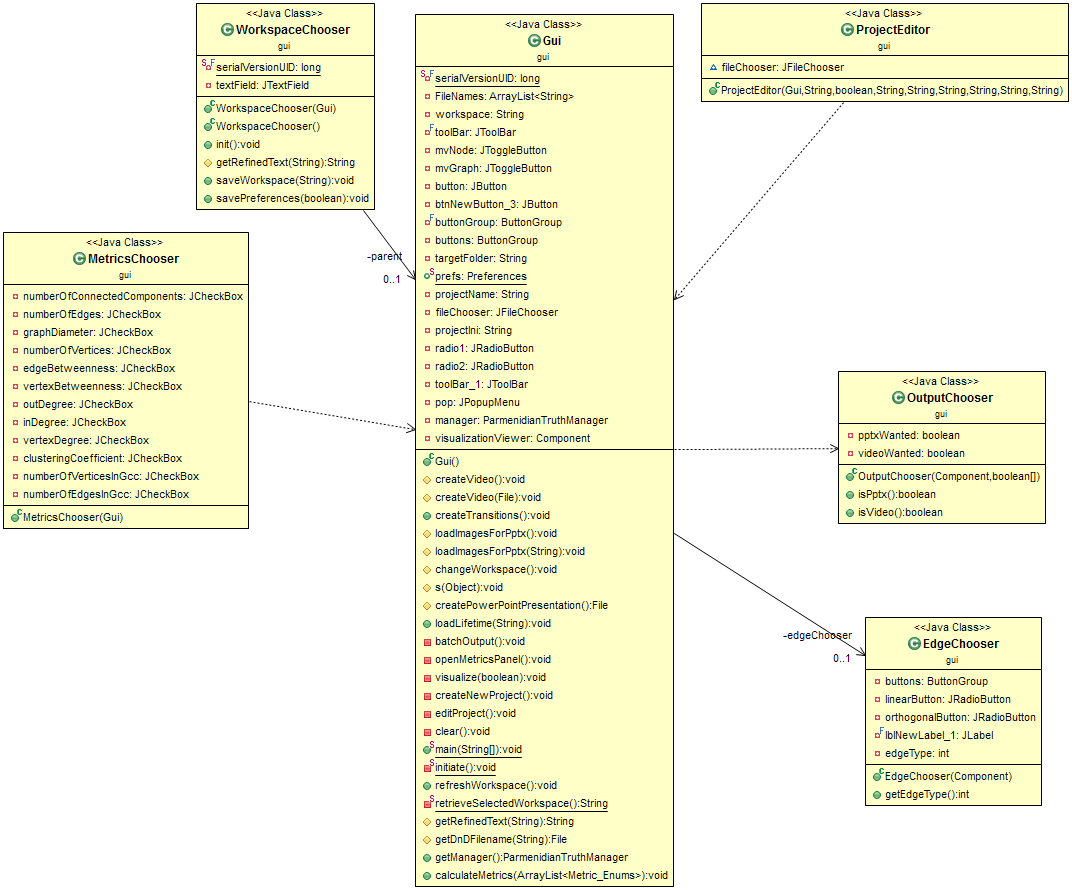 <<Java Class>>
WorkspaceChooser
gui
serialVersionUID: long
textField: JTextField
WorkspaceChooser(Gui)
WorkspaceChooser()
init():void
getRefinedText(String):String
saveWorkspace(String):void
savePreferences(boolean):void
<<Java Class>>
Gui
gui
serialVersionUID: long
FileNames: ArrayList<String>
workspace: String
toolBar: JToolBar
mvNode: JToggleButton
mvGraph: JToggleButton
button: JButton
btnNewButton_3: JButton
buttonGroup: ButtonGroup
buttons: ButtonGroup
targetFolder: String
prefs: Preferences
projectName: String
fileChooser: JFileChooser
projectIni: String
radio1: JRadioButton
radio2: JRadioButton
toolBar_1: JToolBar
pop: JPopupMenu
manager: ParmenidianTruthManager
visualizationViewer: Component
Gui()
createVideo():void
createVideo(File):void
createTransitions():void
loadImagesForPptx():void
loadImagesForPptx(String):void
changeWorkspace():void
s(Object):void
createPowerPointPresentation():File
loadLifetime(String):void
batchOutput():void
openMetricsPanel():void
visualize(boolean):void
createNewProject():void
editProject():void
clear():void
main(String[]):void
initiate():void
refreshWorkspace():void
retrieveSelectedWorkspace():String
getRefinedText(String):String
getDnDFilename(String):File
getManager():ParmenidianTruthManager
calculateMetrics(ArrayList<Metric_Enums>):void
<<Java Class>>
ProjectEditor
gui
fileChooser: JFileChooser
ProjectEditor(Gui,String,boolean,String,String,String,String,String,String)
-parent
0..1
<<Java Class>>
MetricsChooser
gui
numberOfConnectedComponents: JCheckBox
numberOfEdges: JCheckBox
graphDiameter: JCheckBox
numberOfVertices: JCheckBox
edgeBetweenness: JCheckBox
vertexBetweenness: JCheckBox
outDegree: JCheckBox
inDegree: JCheckBox
vertexDegree: JCheckBox
clusteringCoefficient: JCheckBox
numberOfVerticesInGcc: JCheckBox
numberOfEdgesInGcc: JCheckBox
MetricsChooser(Gui)
<<Java Class>>
OutputChooser
gui
pptxWanted: boolean
videoWanted: boolean
OutputChooser(Component,boolean[])
isPptx():boolean
isVideo():boolean
-edgeChooser
0..1
<<Java Class>>
EdgeChooser
gui
buttons: ButtonGroup
linearButton: JRadioButton
orthogonalButton: JRadioButton
lblNewLabel_1: JLabel
edgeType: int
EdgeChooser(Component)
getEdgeType():int